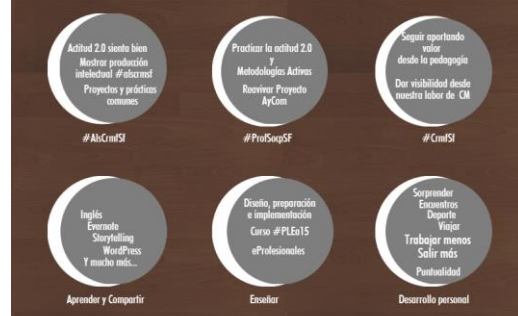 Actitud 2.0 sienta bien
Mostrar producción
intelectual #alscrmsf
Proyectos y prácticas
comunes
#AlsCrmfSf
Practicar la actitud 2.0
y
Metodologías Activas
Reavivar Proyecto
AyCom
#ProfSocpSF
Seguir aportando
valor
desde la pedagogía
Dar visibilidad desde
nuestra labor de CM
#CrmfSf
Inglés
Evernote
Storytelling
WordPress
Y mucho más...
Aprender y Compartir
Diseño, preparación
e implementación
Curso #PLEa15
eProfesionales
Enseñar
Sorprender
Encuentros
Deporte
Viajar
Trabajar menos
Salir más
Puntualidad
Desarrollo personal